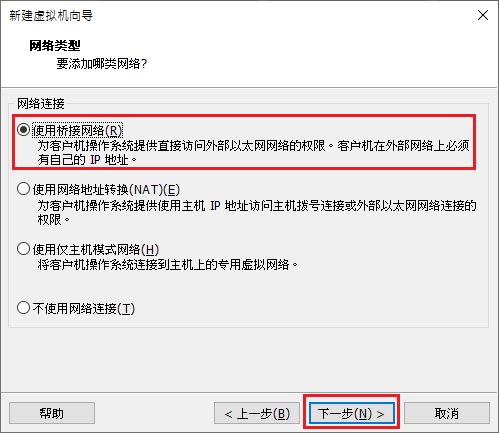 新建虚拟机向导
网络类型
要添加哪类网络?
网络连接
使用桥接网络(R)
为客户机操作系统提供直接访问外部以太网网络的权限。客户机在外部网络上必须
有自己的 IP 地址。
使用网络地址转换(NAT)(E)
为客户机操作系统提供使用主机 IP 地址访问主机拨号连接或外部以太网网络连接的
权限。
使用仅主机模式网络(H)
将客户机操作系统连接到主机上的专用虚拟网络。
不使用网络连接(T)
帮助
< 上一步(B)
下一步(N) >
取消